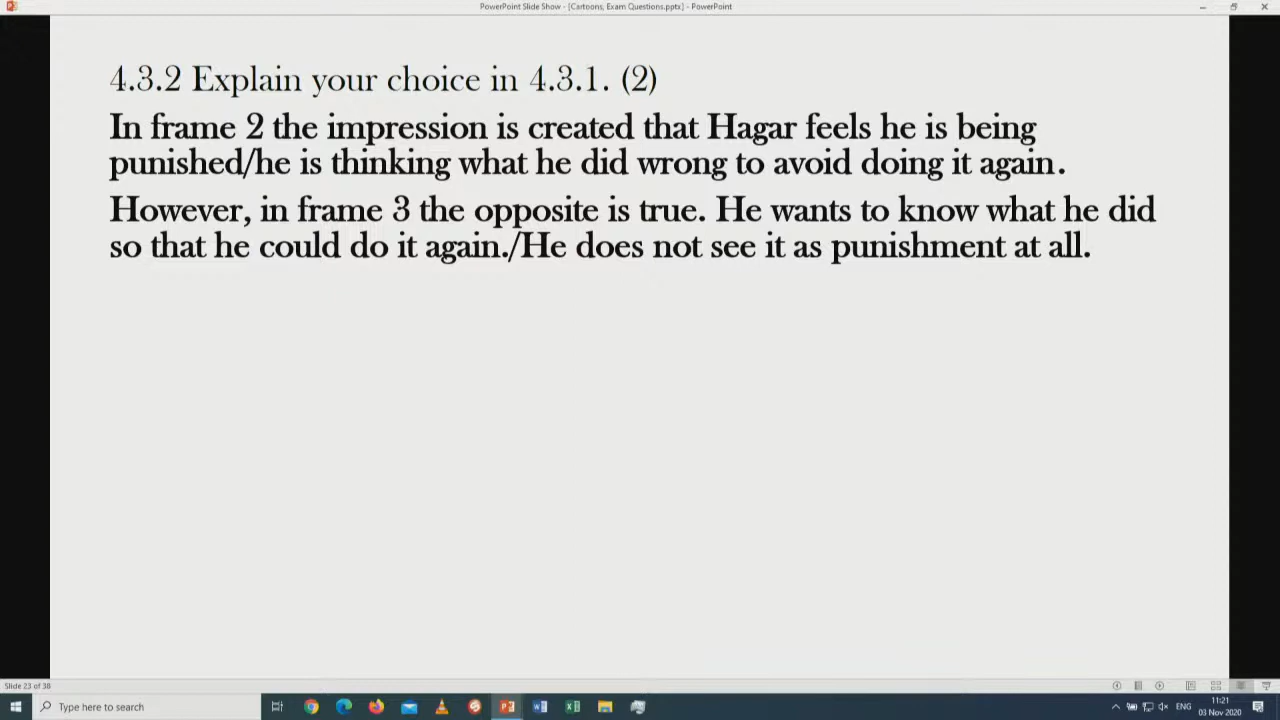 PowerPoint Slide Show - [Cartoons, Exam Questions.pptx] - PowerPoint
4.3.2 Explain your choice in 4.3.1. (2)
In frame 2 the impression is created that Hagar feels he is being
punished/he is thinking what he did wrong to avoid doing it again.
However, in frame 3 the opposite is true. He wants to know what he did
so that he could do it again./He does not see it as punishment at all.
Slide 23 of 38
Type here to search
ENG
11:21
03 Nov 2020